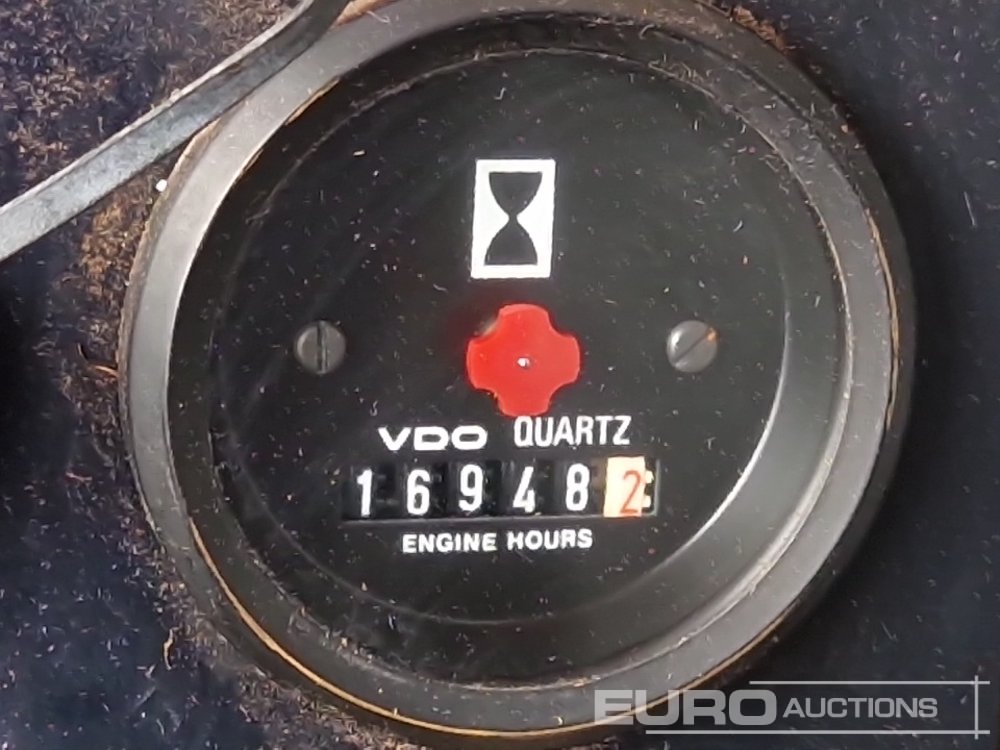 VDO QUARTZ
169482
ENGINE HOURS
EURO AUCTIONS